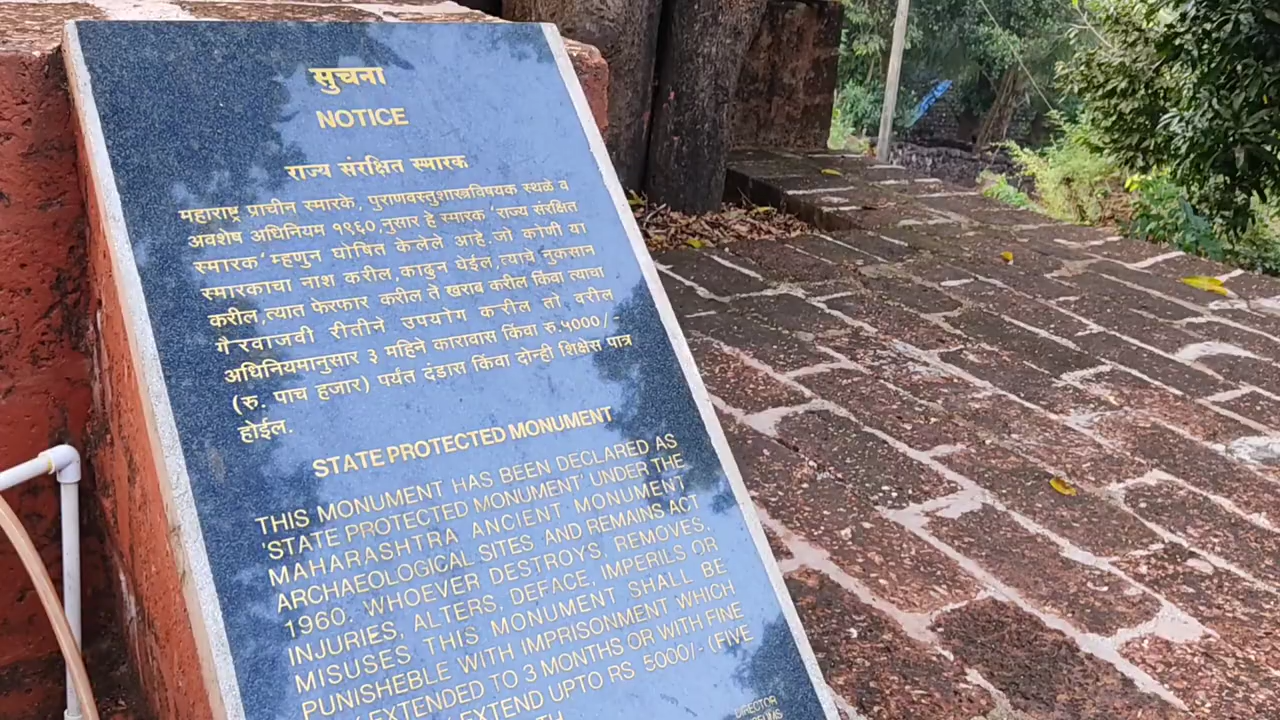 सुचना
NOTICE
राज्य संरक्षित स्मारक
महाराष्ट्र प्राचीन स्मारके, पुराणवस्तुशास्त्रविषयक स्थळे व
अवशेष अधिनियम १९६०,नुसार हे स्मारक 'राज्य संरक्षित
स्मारक' म्हणुन घोषित केलेले आहे.जो कोणी या
स्मारकाचा नाश करील,काढुन घेईल,त्याचे नुकसान
करील,त्यात फेरफार करील ते खराब करील किंवा त्याचा
गैरवाजवी रीतीने उपयोग करील तो वरील
अधिनियमानुसार ३ महिने कारावास किंवा रु.५०००/
(रु. पाच हजार) पर्यंत दंडास किंवा दोन्ही शिक्षेस पात्र
होईल.
STATE PROTECTED MONUMENT
THIS MONUMENT HAS BEEN DECLARED AS
'STATE PROTECTED MONUMENT' UNDER THE
MAHARASHTRA ANCIENT MONUMENT
ARCHAEOLOGICAL SITES AND REMAINS ACT
1960. WHOEVER DESTROYS, REMOVES,
INJURIES, ALTERS, DEFACE, IMPERILS OR
MISUSES THIS MONUMENT SHALL BE
PUNISHEBLE WITH IMPRISONMENT WHICH
EXTENDED TO 3 MONTHS OR WITH FINE
EXTEND UPTO RS 5000/- (FIVE
DIRECTOR